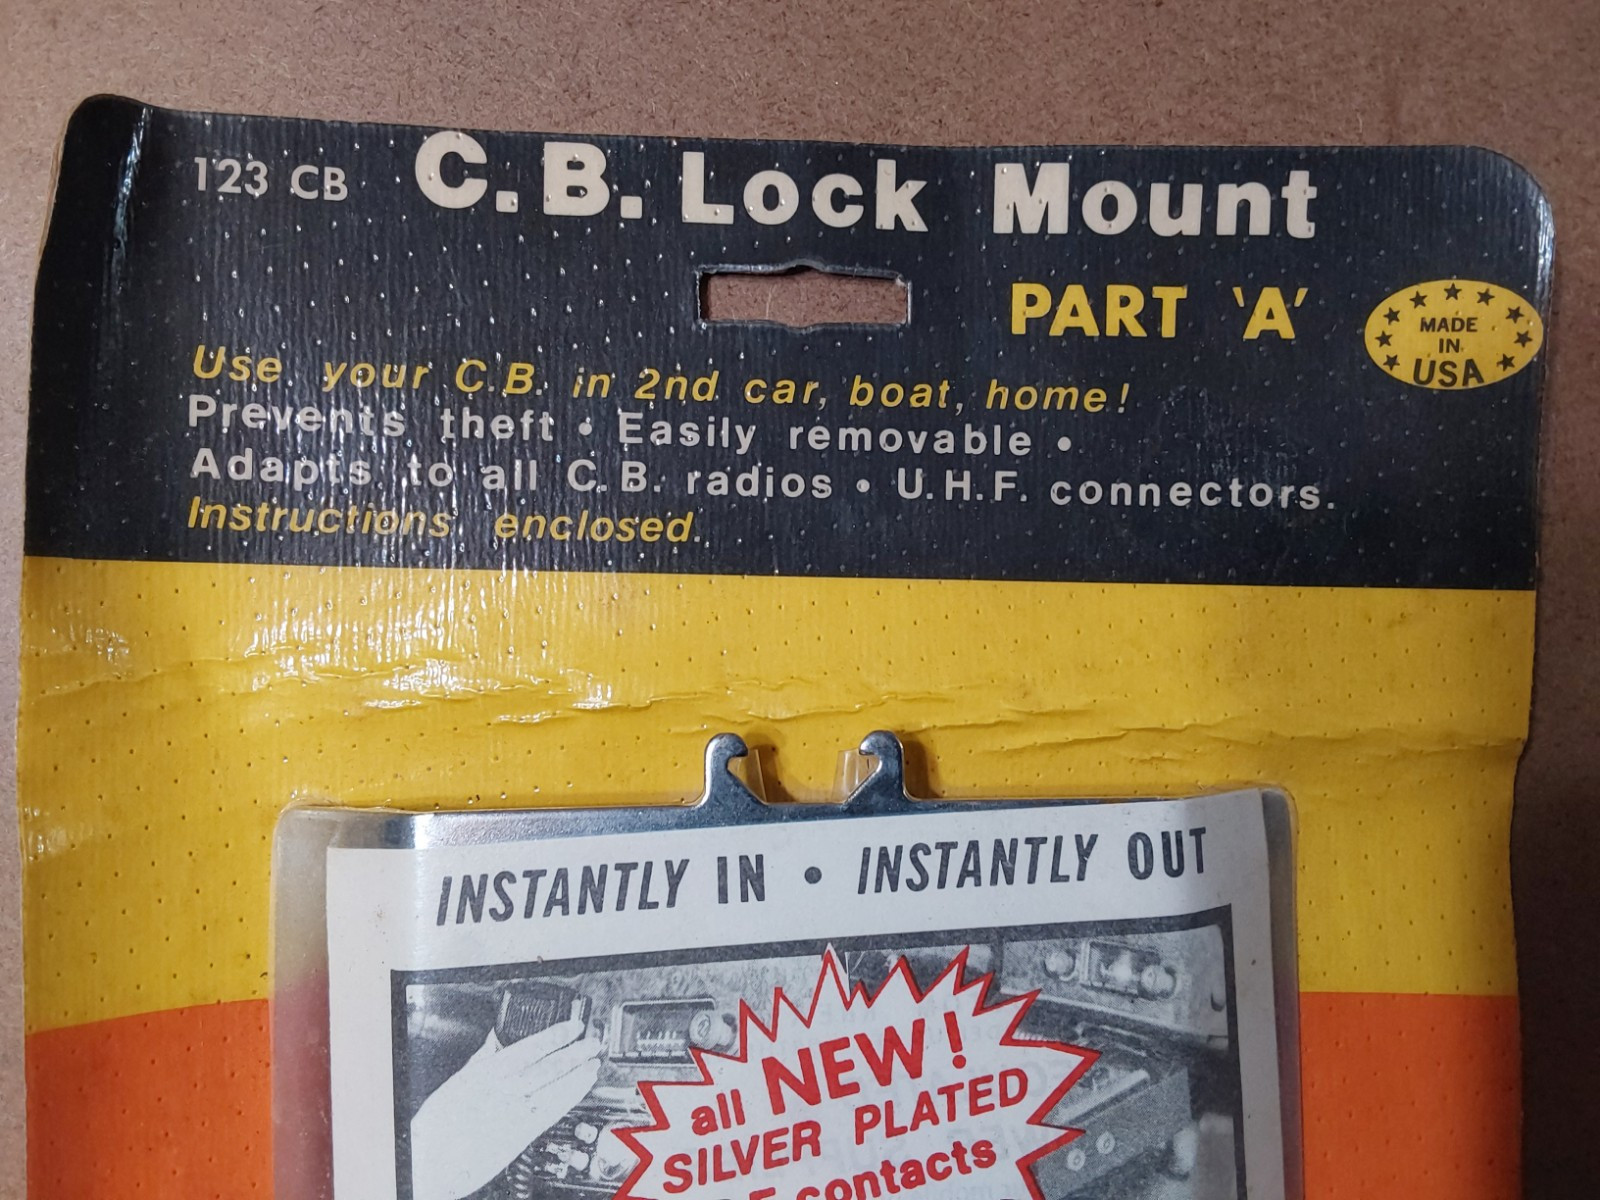 123 CB C.B. Lock Mount
PART 'A'
MADE
IN
USA
Use your C.B. in 2nd car, boat, home!
Prevents theft • Easily removable •
Adapts to all C.B. radios • U.H.F. connectors.
Instructions enclosed.
INSTANTLY IN • INSTANTLY OUT
all NEW!
SILVER PLATED
contacts